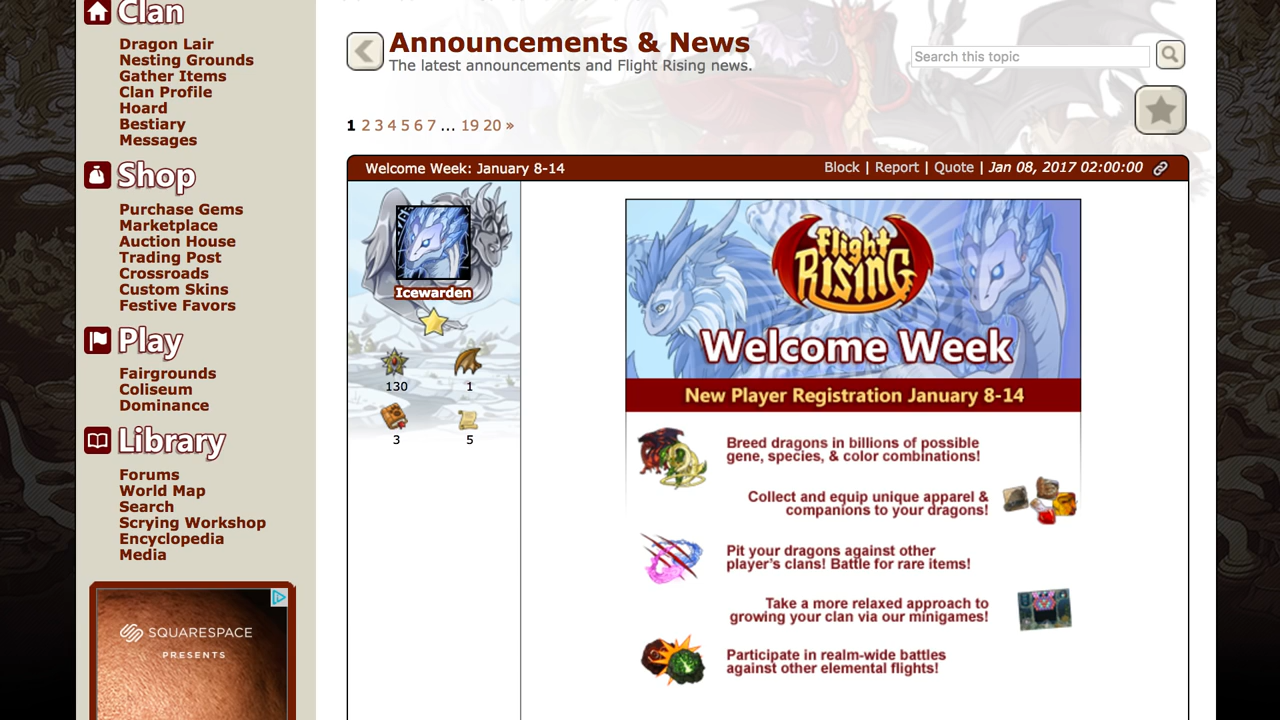 Clan
Dragon Lair
Nesting Grounds
Gather Items
Clan Profile
Hoard
Bestiary
Messages
Shop
Purchase Gems
Marketplace
Auction House
Trading Post
Crossroads
Custom Skins
Festive Favors
Play
Fairgrounds
Coliseum
Dominance
Library
Forums
World Map
Search
Scrying Workshop
Encyclopedia
Media
SQUARESPACE
PRESENTS
Announcements & News
The latest announcements and Flight Rising news.
Search this topic
1 2 3 4 5 6 7 ... 19 20 »
Welcome Week: January 8-14
Block | Report | Quote | Jan 08, 2017 02:00:00
Icewarden
130 1
3 5
Flight
RISING
Welcome Week
New Player Registration January 8-14
Breed dragons in billions of possible
gene, species, & color combinations!
Collect and equip unique apparel &
companions to your dragons!
Pit your dragons against other
player's clans! Battle for rare items!
Take a more relaxed approach to
growing your clan via our minigames!
Participate in realm-wide battles
against other elemental flights!